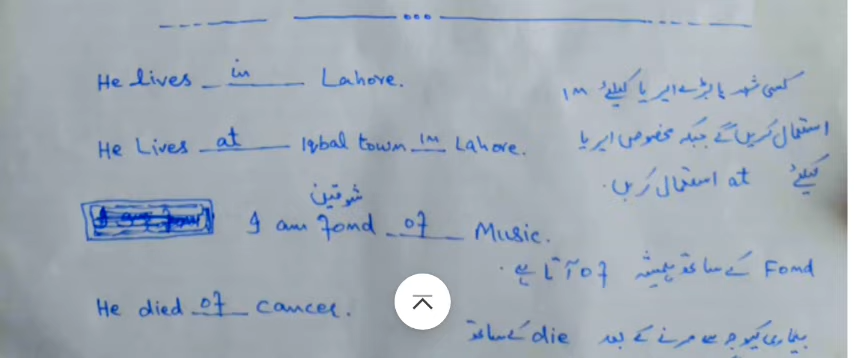 He lives in Lahore.
کسی شہر یا بڑے ایریا کیلئے in
He Lives at Iqbal town in Lahore.
استعمال کریں گے جبکہ مخصوص ایریا
کیلئے at استعمال کریں.
شوقین
I am fond of Music.
Fond کے ساتھ ہمیشہ of آتا ہے.
He died of cancer.
بیماری کیوجہ سے مرنے کے بعد die کے ساتھ